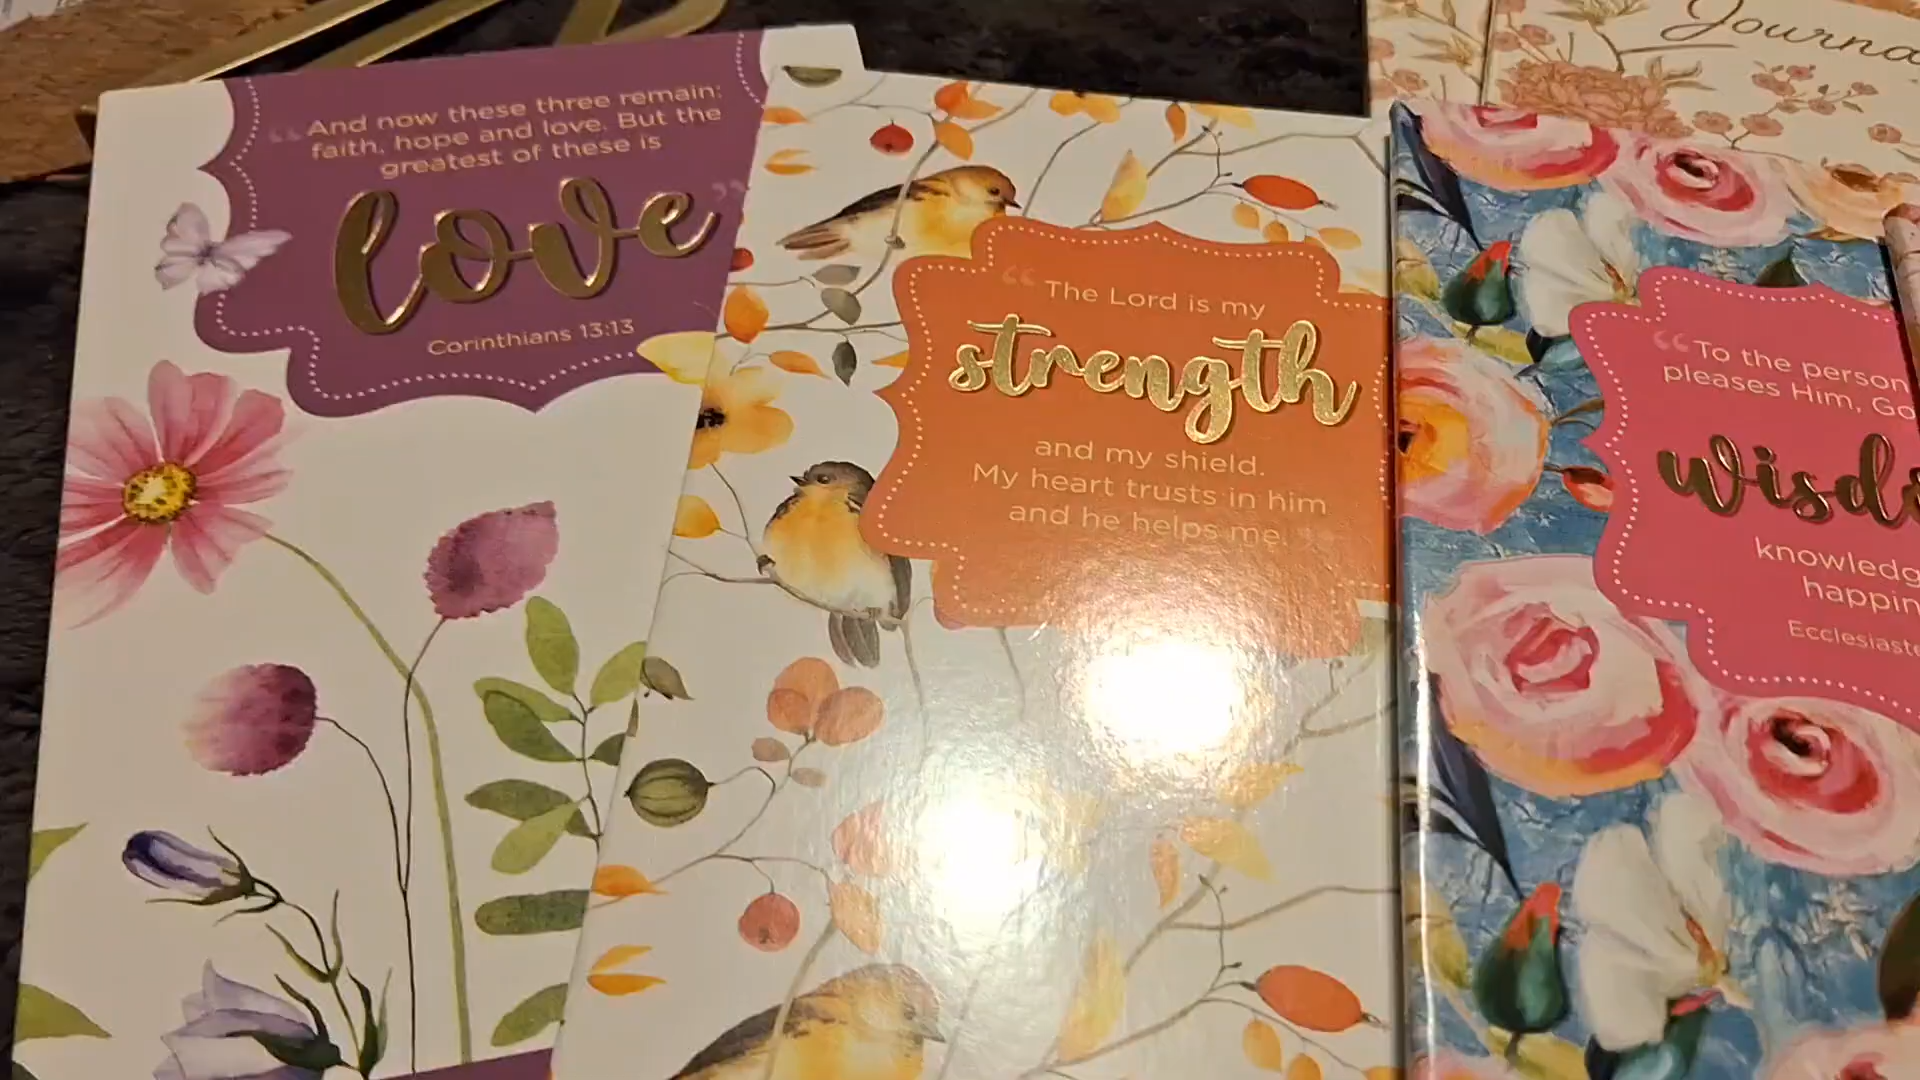 “And now these three remain:
faith, hope and love. But the
greatest of these is
love”
Corinthians 13:13
“The Lord is my
strength
and my shield.
My heart trusts in him
and he helps me.
Journa
“To the person
pleases Him, Go
wisdo
knowledg
happin
Ecclesiaste